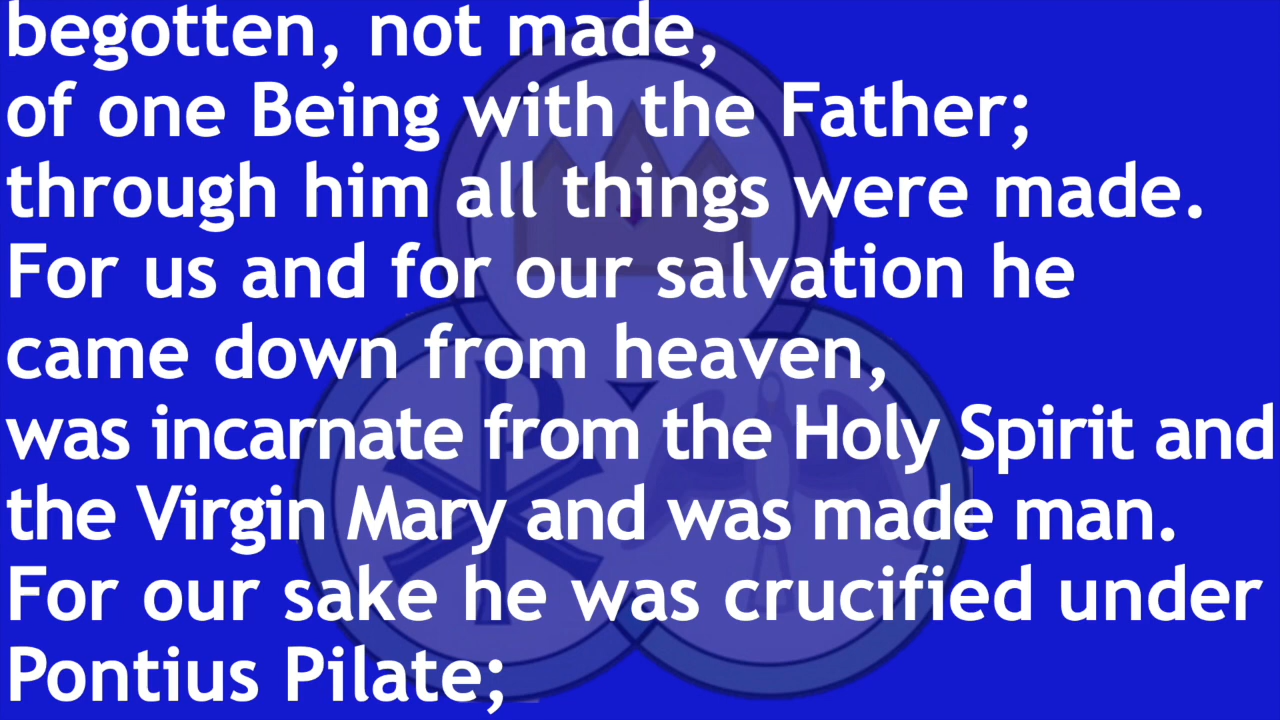 begotten, not made,
of one Being with the Father;
through him all things were made.
For us and for our salvation he
came down from heaven,
was incarnate from the Holy Spirit and
the Virgin Mary and was made man.
For our sake he was crucified under
Pontius Pilate;